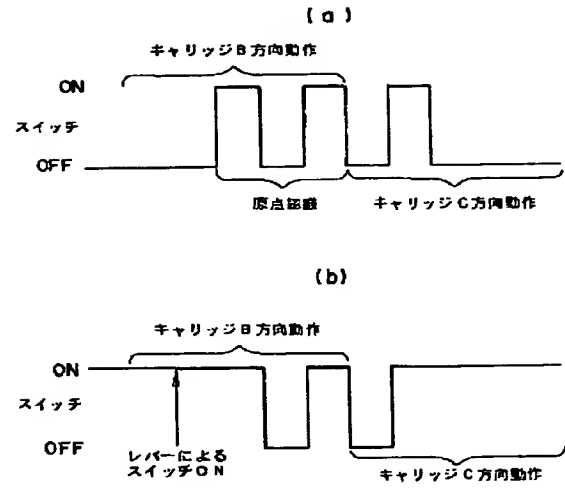 (a)
キャリッジB方向動作
ON
スイッチ
OFF
原点認識
キャリッジC方向動作
(b)
キャリッジB方向動作
ON
スイッチ
OFF
レバーによる
スイッチON
キャリッジC方向動作